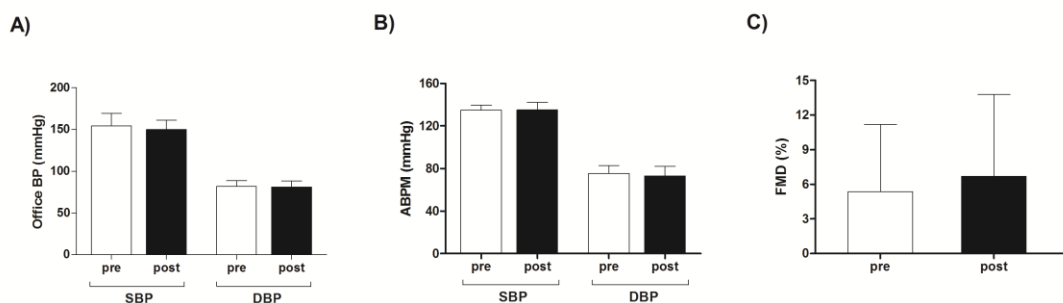 A)
Office BP (mmHg)
200
150
100
50
0
pre
post
pre
post
SBP
DBP
B)
ABPM (mmHg)
160
120
80
40
0
pre
post
pre
post
SBP
DBP
C)
FMD (%)
15
12
9
6
3
0
pre
post